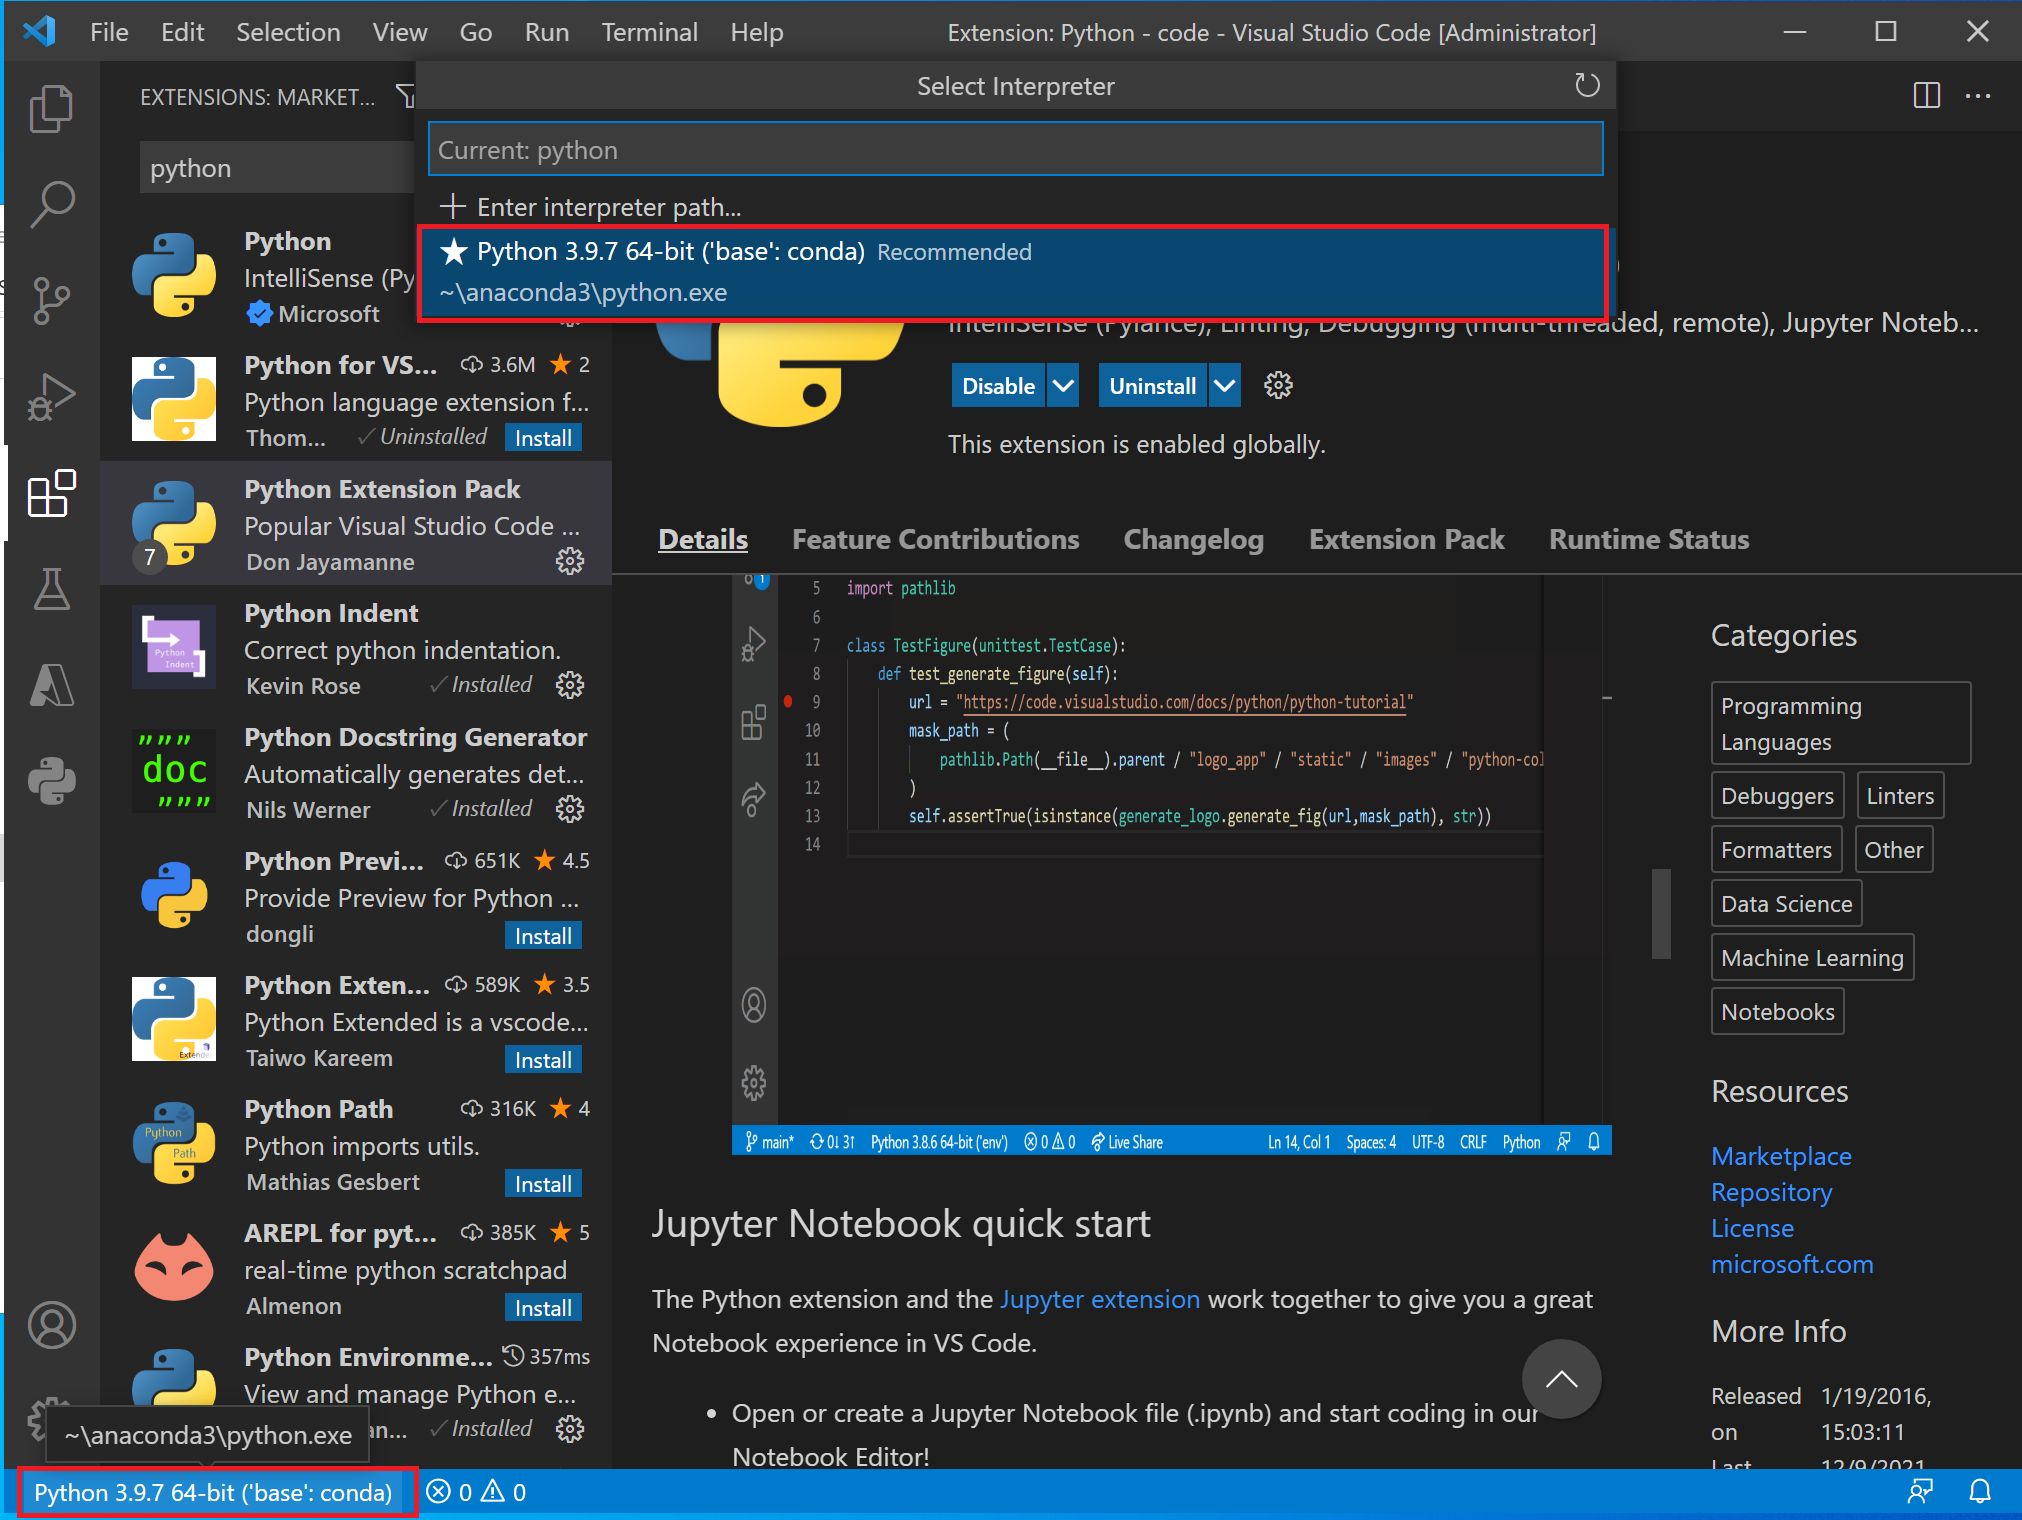 File Edit Selection View Go Run Terminal Help
Extension: Python - code - Visual Studio Code [Administrator]
EXTENSIONS: MARKET...
python
Select Interpreter
Current: python
Enter interpreter path...
Python 3.9.7 64-bit ('base': conda) Recommended
~\anaconda3\python.exe
Python
IntelliSense (Py
Microsoft
Python for VS... 3.6M 2
Python language extension f...
Thom... Uninstalled Install
Python Extension Pack
Popular Visual Studio Code ...
Don Jayamanne
7
Python Indent
Correct python indentation.
Kevin Rose Installed
Python
Indent
Python Docstring Generator
Automatically generates det...
Nils Werner Installed
"""
doc
"""
Python Previ... 651K 4.5
Provide Preview for Python ...
dongli Install
Python Exten... 589K 3.5
Python Extended is a vscode...
Taiwo Kareem Install
Python Path 316K 4
Python imports utils.
Mathias Gesbert Install
Python
Path
AREPL for pyt... 385K 5
real-time python scratchpad
Almenon Install
Python Environme... 357ms
View and manage Python e...
an... Installed
~\anaconda3\python.exe
IntelliSense (Pylance), Linting, Debugging (multi-threaded, remote), Jupyter Noteb...
Disable Uninstall
This extension is enabled globally.
Details Feature Contributions Changelog Extension Pack Runtime Status
1
5 import pathlib
6
7 class TestFigure(unittest.TestCase):
8 def test_generate_figure(self):
9 url = "https://code.visualstudio.com/docs/python/python-tutorial"
10 mask_path = (
11 pathlib.Path(__file__).parent / "logo_app" / "static" / "images" / "python-col
12 )
13 self.assertTrue(isinstance(generate_logo.generate_fig(url,mask_path), str))
14
main* 0↓ 3↑ Python 3.8.6 64-bit ('env') 0 0 Live Share Ln 14, Col 1 Spaces: 4 UTF-8 CRLF Python
Jupyter Notebook quick start
The Python extension and the Jupyter extension work together to give you a great
Notebook experience in VS Code.
• Open or create a Jupyter Notebook file (.ipynb) and start coding in our
Notebook Editor!
Categories
Programming
Languages
Debuggers Linters
Formatters Other
Data Science
Machine Learning
Notebooks
Resources
Marketplace
Repository
License
microsoft.com
More Info
Released 1/19/2016,
on 15:03:11
Last 12/9/2021
Python 3.9.7 64-bit ('base': conda) 0 0